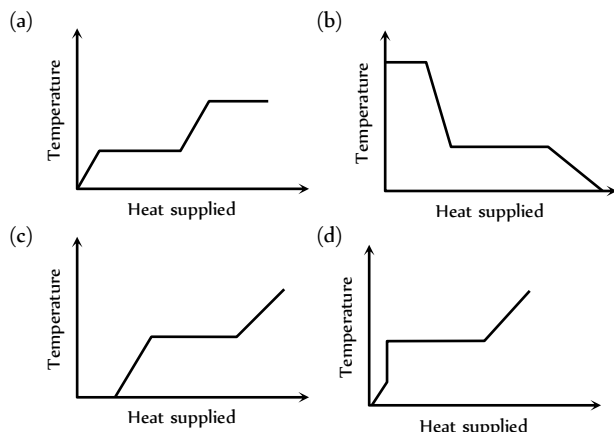 (a)
Temperature
Heat supplied
(b)
Temperature
Heat supplied
(c)
Temperature
Heat supplied
(d)
Temperature
Heat supplied